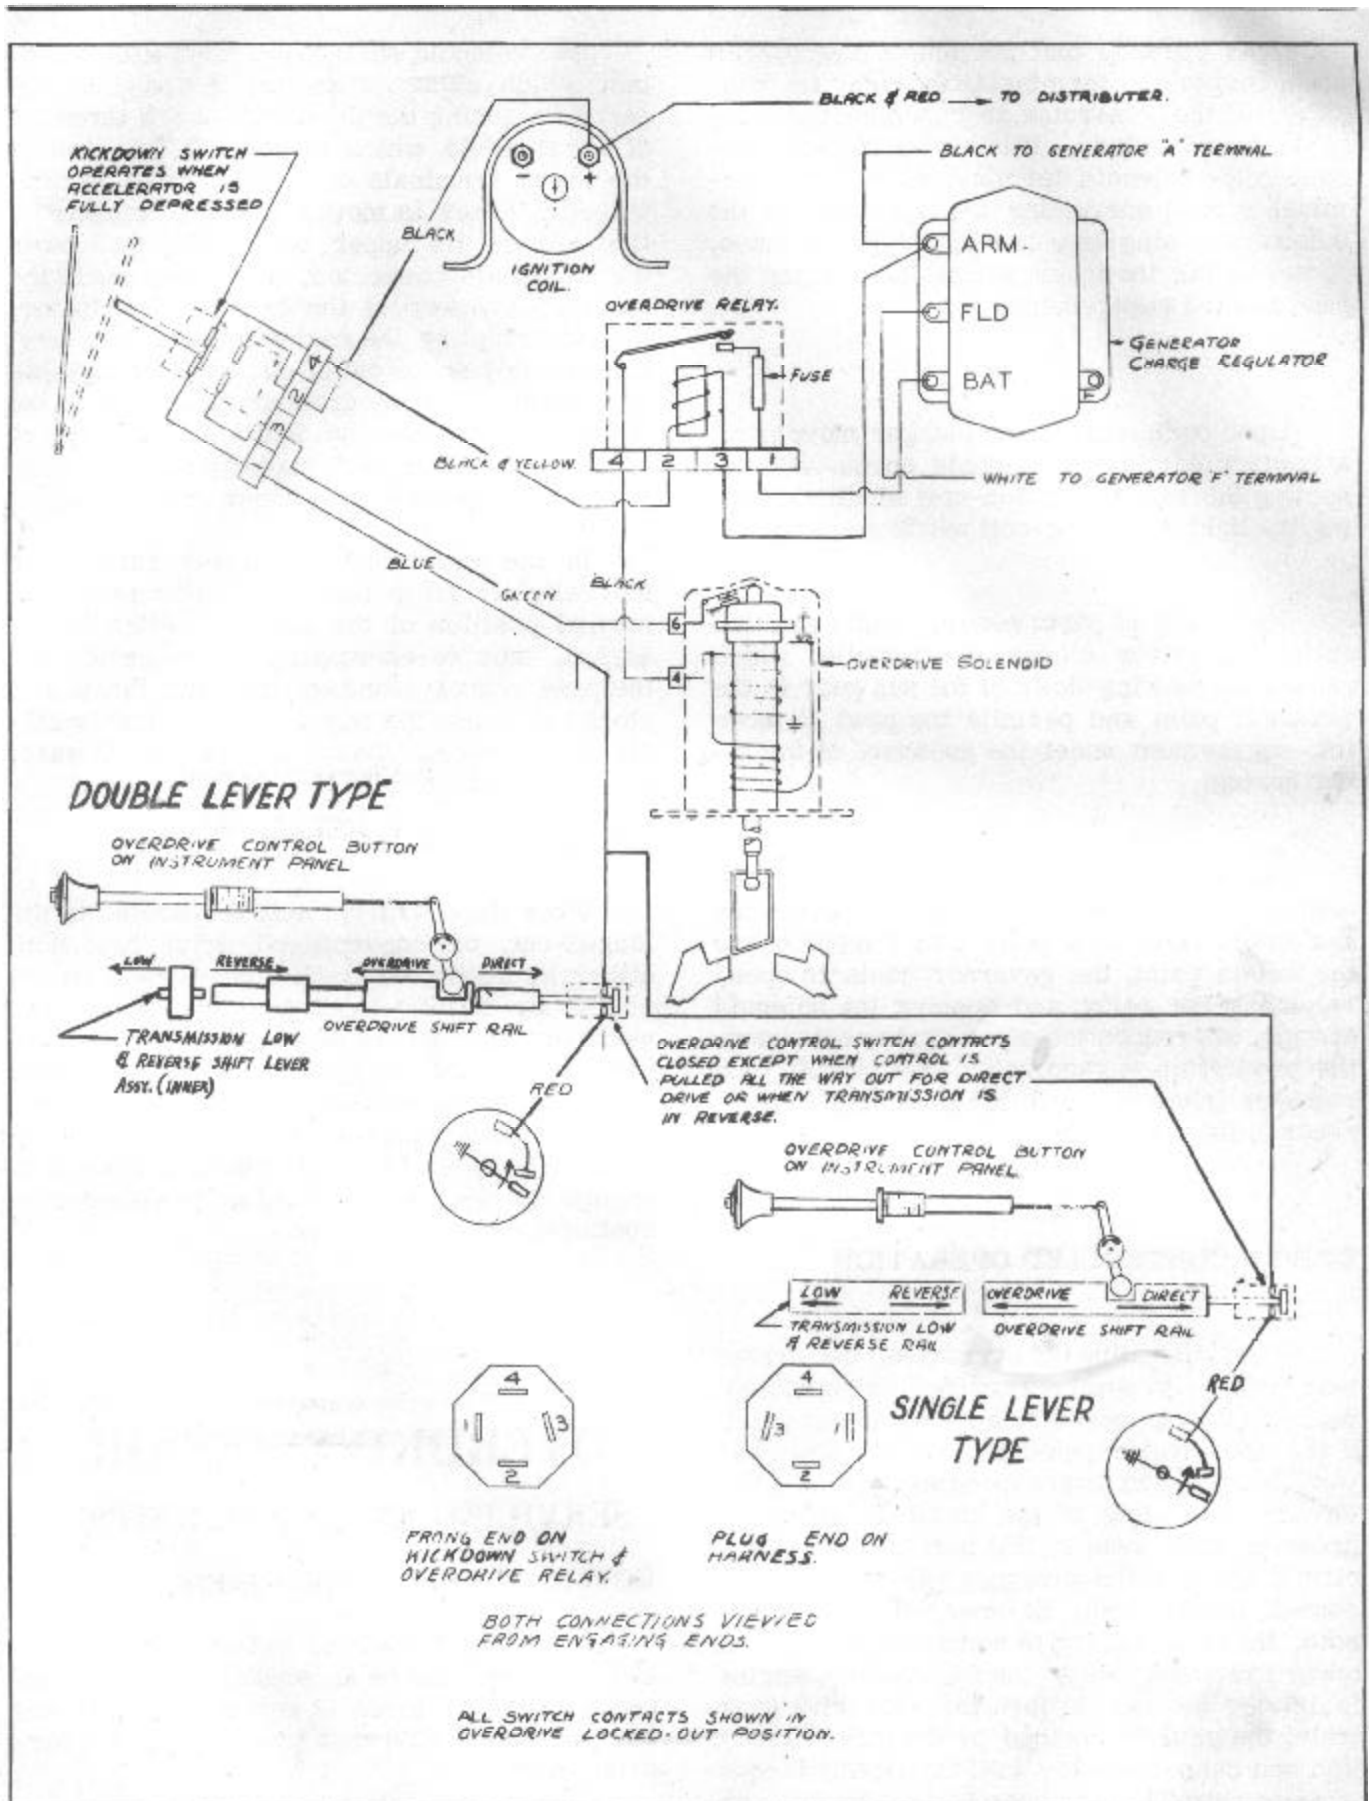 BLACK & RED → TO DISTRIBUTER.
KICKDOWN SWITCH
OPERATES WHEN
ACCELERATOR IS
FULLY DEPRESSED
BLACK TO GENERATOR "A" TERMINAL
- +
BLACK
IGNITION
COIL.
ARM
FLD
BAT
OVERDRIVE RELAY.
GENERATOR
CHARGE REGULATOR
FUSE
4 2 3 1
4
2
3
1
BLACK & YELLOW
WHITE TO GENERATOR "F" TERMINAL
BLUE
GREEN
BLACK
6
4
OVERDRIVE SOLENOID
DOUBLE LEVER TYPE
OVERDRIVE CONTROL BUTTON
ON INSTRUMENT PANEL
LOW REVERSE OVERDRIVE DIRECT
TRANSMISSION LOW
& REVERSE SHIFT LEVER
ASSY. (INNER)
OVERDRIVE SHIFT RAIL
RED
OVERDRIVE CONTROL SWITCH CONTACTS
CLOSED EXCEPT WHEN CONTROL IS
PULLED ALL THE WAY OUT FOR DIRECT
DRIVE OR WHEN TRANSMISSION IS
IN REVERSE.
OVERDRIVE CONTROL BUTTON
ON INSTRUMENT PANEL
LOW REVERSE OVERDRIVE DIRECT
TRANSMISSION LOW
& REVERSE RAIL
OVERDRIVE SHIFT RAIL
RED
SINGLE LEVER
TYPE
4
1 3
2
4
3 1
2
PRONG END ON
KICKDOWN SWITCH &
OVERDRIVE RELAY.
PLUG END ON
HARNESS.
BOTH CONNECTIONS VIEWED
FROM ENGAGING ENDS.
ALL SWITCH CONTACTS SHOWN IN
OVERDRIVE LOCKED-OUT POSITION.